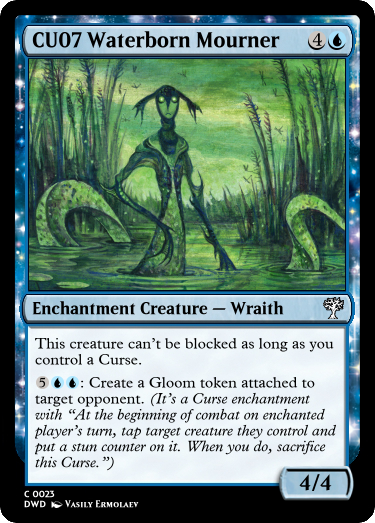 CU07 Waterborn Mourner 4
Enchantment Creature — Wraith
This creature can't be blocked as long as you
control a Curse.
5: Create a Gloom token attached to
target opponent. (It's a Curse enchantment
with “At the beginning of combat on enchanted
player's turn, tap target creature they control and
put a stun counter on it. When you do, sacrifice
this Curse.”)
4/4
C 0023
DWD Vasily Ermolaev